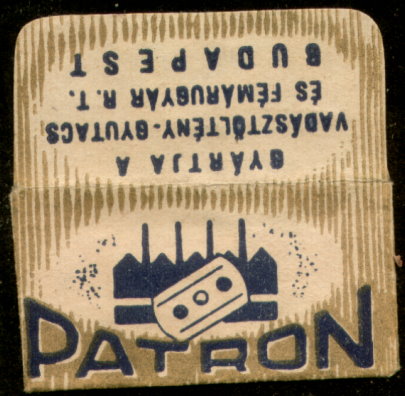 GYÁRTJA A
VADÁSZTÖLTÉNY-GYUTACS
ÉS FÉMÁRUGYÁR R.T.
BUDAPEST
PATRON